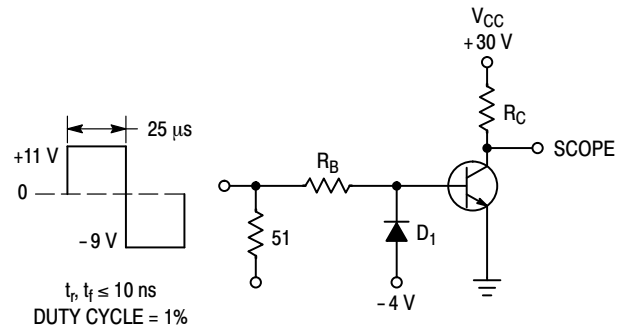 V_CC
+30 V
R_C
SCOPE
25 μs
+11 V
0
-9 V
R_B
51
D_1
-4 V
t_r, t_f ≤ 10 ns
DUTY CYCLE = 1%